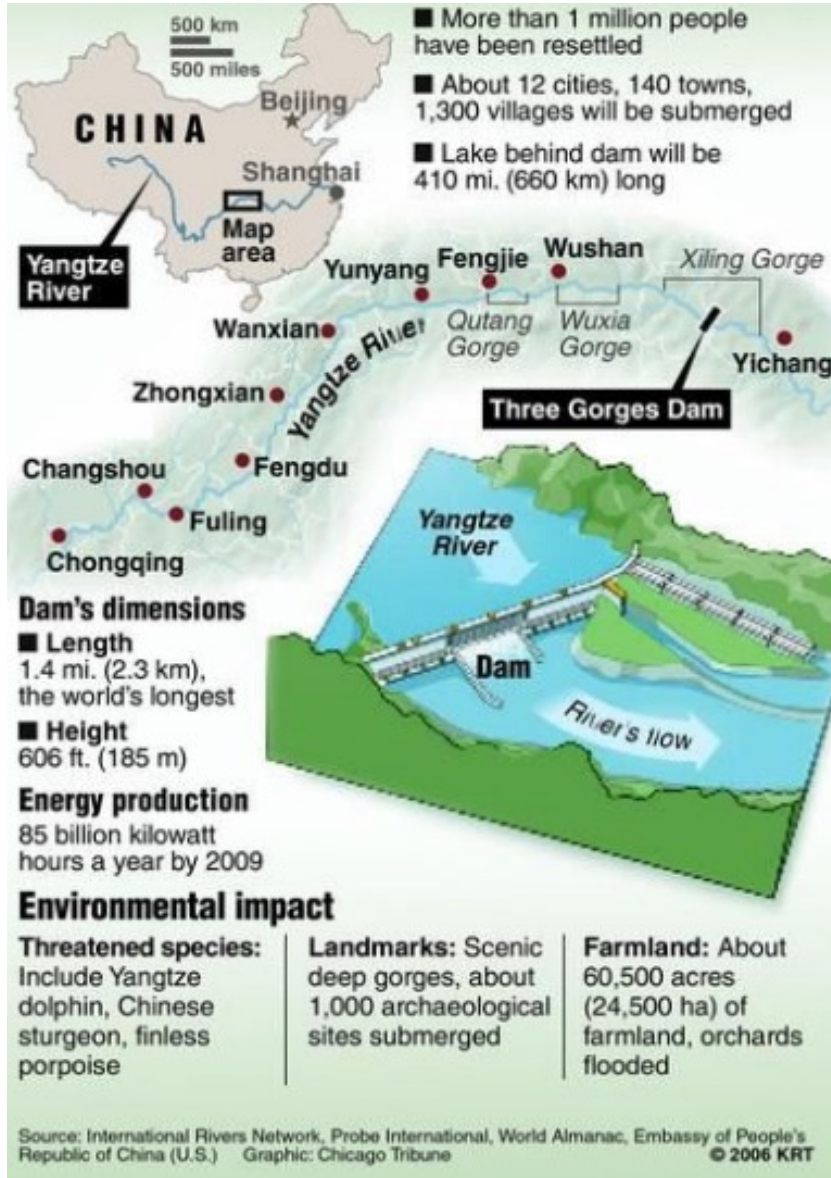 500 km
500 miles
Beijing
CHINA
Shanghai
Map
area
Yangtze
River
■ More than 1 million people
have been resettled
■ About 12 cities, 140 towns,
1,300 villages will be submerged
■ Lake behind dam will be
410 mi. (660 km) long
Yunyang
Fengjie
Wushan
Xiling Gorge
Wanxian
Yangtze River
Qutang
Gorge
Wuxia
Gorge
Yichang
Zhongxian
Three Gorges Dam
Changshou
Fengdu
Fuling
Chongqing
Yangtze
River
Dam
River's flow
Dam's dimensions
■ Length
1.4 mi. (2.3 km),
the world's longest
■ Height
606 ft. (185 m)
Energy production
85 billion kilowatt
hours a year by 2009
Environmental impact
Threatened species:
Include Yangtze
dolphin, Chinese
sturgeon, finless
porpoise
Landmarks: Scenic
deep gorges, about
1,000 archaeological
sites submerged
Farmland: About
60,500 acres
(24,500 ha) of
farmland, orchards
flooded
Source: International Rivers Network, Probe International, World Almanac, Embassy of People's
Republic of China (U.S.) Graphic: Chicago Tribune © 2006 KRT